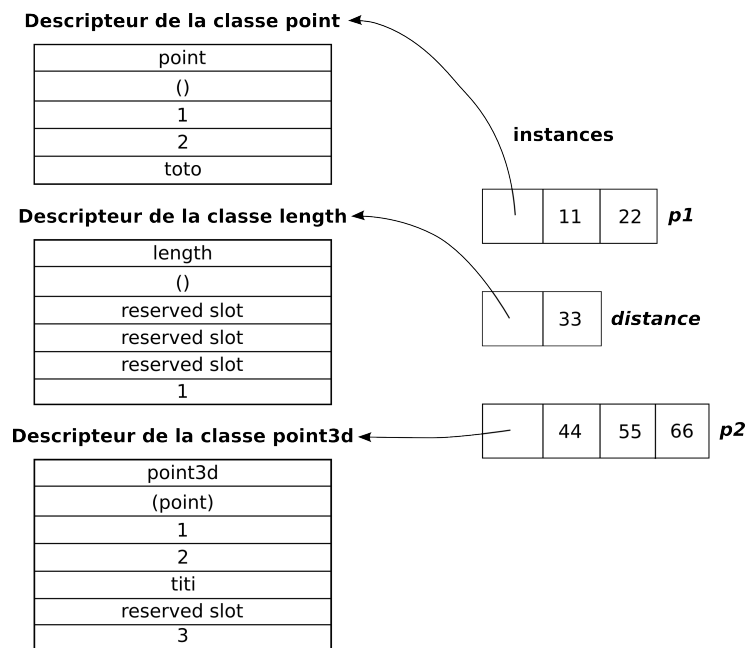 Descripteur de la classe point
point
()
1
2
toto
instances
11 22 p1
Descripteur de la classe length
length
()
reserved slot
reserved slot
reserved slot
1
33 distance
Descripteur de la classe point3d
point3d
(point)
1
2
titi
reserved slot
3
44 55 66 p2